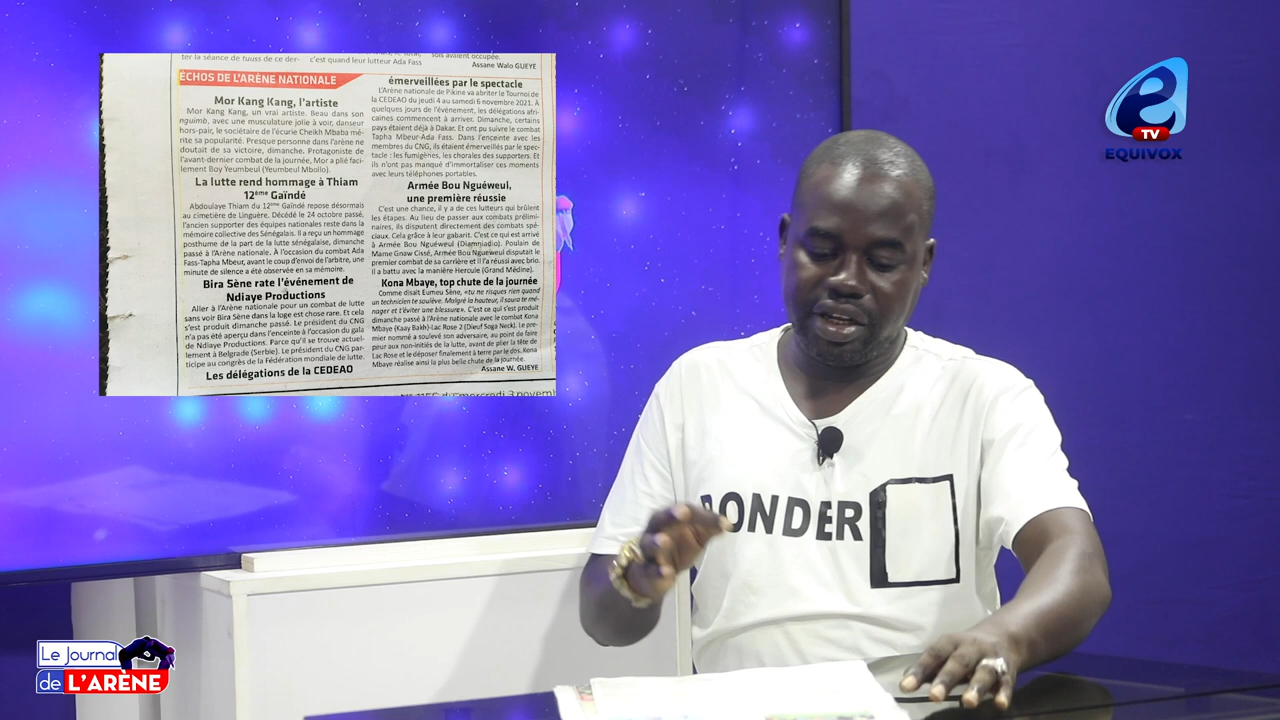 ter la séance de tuuss de ce der-
ÉCHOS DE L'ARÈNE NATIONALE
Mor Kang Kang, l'artiste
Mor Kang Kang, un vrai artiste. Beau dans son
nguimb, avec une musculature jolie à voir, danseur
hors-pair, le sociétaire de l'écurie Cheikh Mbaba mé-
rite sa popularité. Presque personne dans l'arène ne
doutait de sa victoire, dimanche. Protagoniste de
l'avant-dernier combat de la journée, Mor a plié faci-
lement Boy Yeumbeul (Yeumbeul Mbollo).
La lutte rend hommage à Thiam
12ème Gaïndé
Abdoulaye Thiam du 12ème Gaïndé repose désormais
au cimetière de Linguère. Décédé le 24 octobre passé,
l'ancien supporter des équipes nationales reste dans la
mémoire collective des Sénégalais. Il a reçu un hommage
posthume de la part de la lutte sénégalaise, dimanche
passé à l'Arène nationale. À l'occasion du combat Ada
Fass-Tapha Mbeur, avant le coup d'envoi de l'arbitre, une
minute de silence a été observée en sa mémoire.
Bira Sène rate l'événement de
Ndiaye Productions
Aller à l'Arène nationale pour un combat de lutte
sans voir Bira Sène dans la loge est chose rare. Et cela
s'est produit dimanche passé. Le président du CNG
n'a pas été aperçu dans l'enceinte à l'occasion du gala
de Ndiaye Productions. Parce qu'il se trouve actuel-
lement à Belgrade (Serbie). Le président du CNG par-
ticipe au congrès de la Fédération mondiale de lutte.
Les délégations de la CEDEAO
c'est quand leur lutteur Ada Fass
sois avaient occupée.
Assane Walo GUEYE
émerveillées par le spectacle
L'Arène nationale de Pikine va abriter le Tournoi de
la CEDEAO du jeudi 4 au samedi 6 novembre 2021. À
quelques jours de l'événement, les délégations afri-
caines commencent à arriver. Dimanche, certains
pays étaient déjà à Dakar. Et ont pu suivre le combat
Tapha Mbeur-Ada Fass. Dans l'enceinte avec les
membres du CNG, ils étaient émerveillés par le spec-
tacle : les fumigènes, les chorales des supporters. Et
ils n'ont pas manqué d'immortaliser ces moments
avec leurs téléphones portables.
Armée Bou Nguéweul,
une première réussie
C'est une chance, il y a de ces lutteurs qui brûlent
les étapes. Au lieu de passer aux combats prélimi-
naires, ils disputent directement des combats spé-
ciaux. Cela grâce à leur gabarit. C'est ce qui est arrivé
à Armée Bou Nguéweul (Diamniadio). Poulain de
Mame Gnaw Cissé, Armée Bou Nguéweul disputait le
premier combat de sa carrière et il l'a réussi avec brio.
Il a battu avec la manière Hercule (Grand Médine).
Kona Mbaye, top chute de la journée
Comme disait Eumeu Sène, «tu ne risques rien quand
un technicien te soulève. Malgré la hauteur, il saura te mé-
nager et t'éviter une blessure». C'est ce qui s'est produit
dimanche passé à l'Arène nationale avec le combat Kona
Mbaye (Kaay Bakh)-Lac Rose 2 (Dieuf Soga Neck). Le pre-
mier nommé a soulevé son adversaire, au point de faire
peur aux non-initiés de la lutte, avant de plier la tête de
Lac Rose et le déposer finalement à terre par le dos. Kona
Mbaye réalise ainsi la plus belle chute de la journée.
Assane W. GUEYE
du mercredi 3 novem
e
TV
EQUIVOX
PONDER
Le Journal
de L'ARÈNE